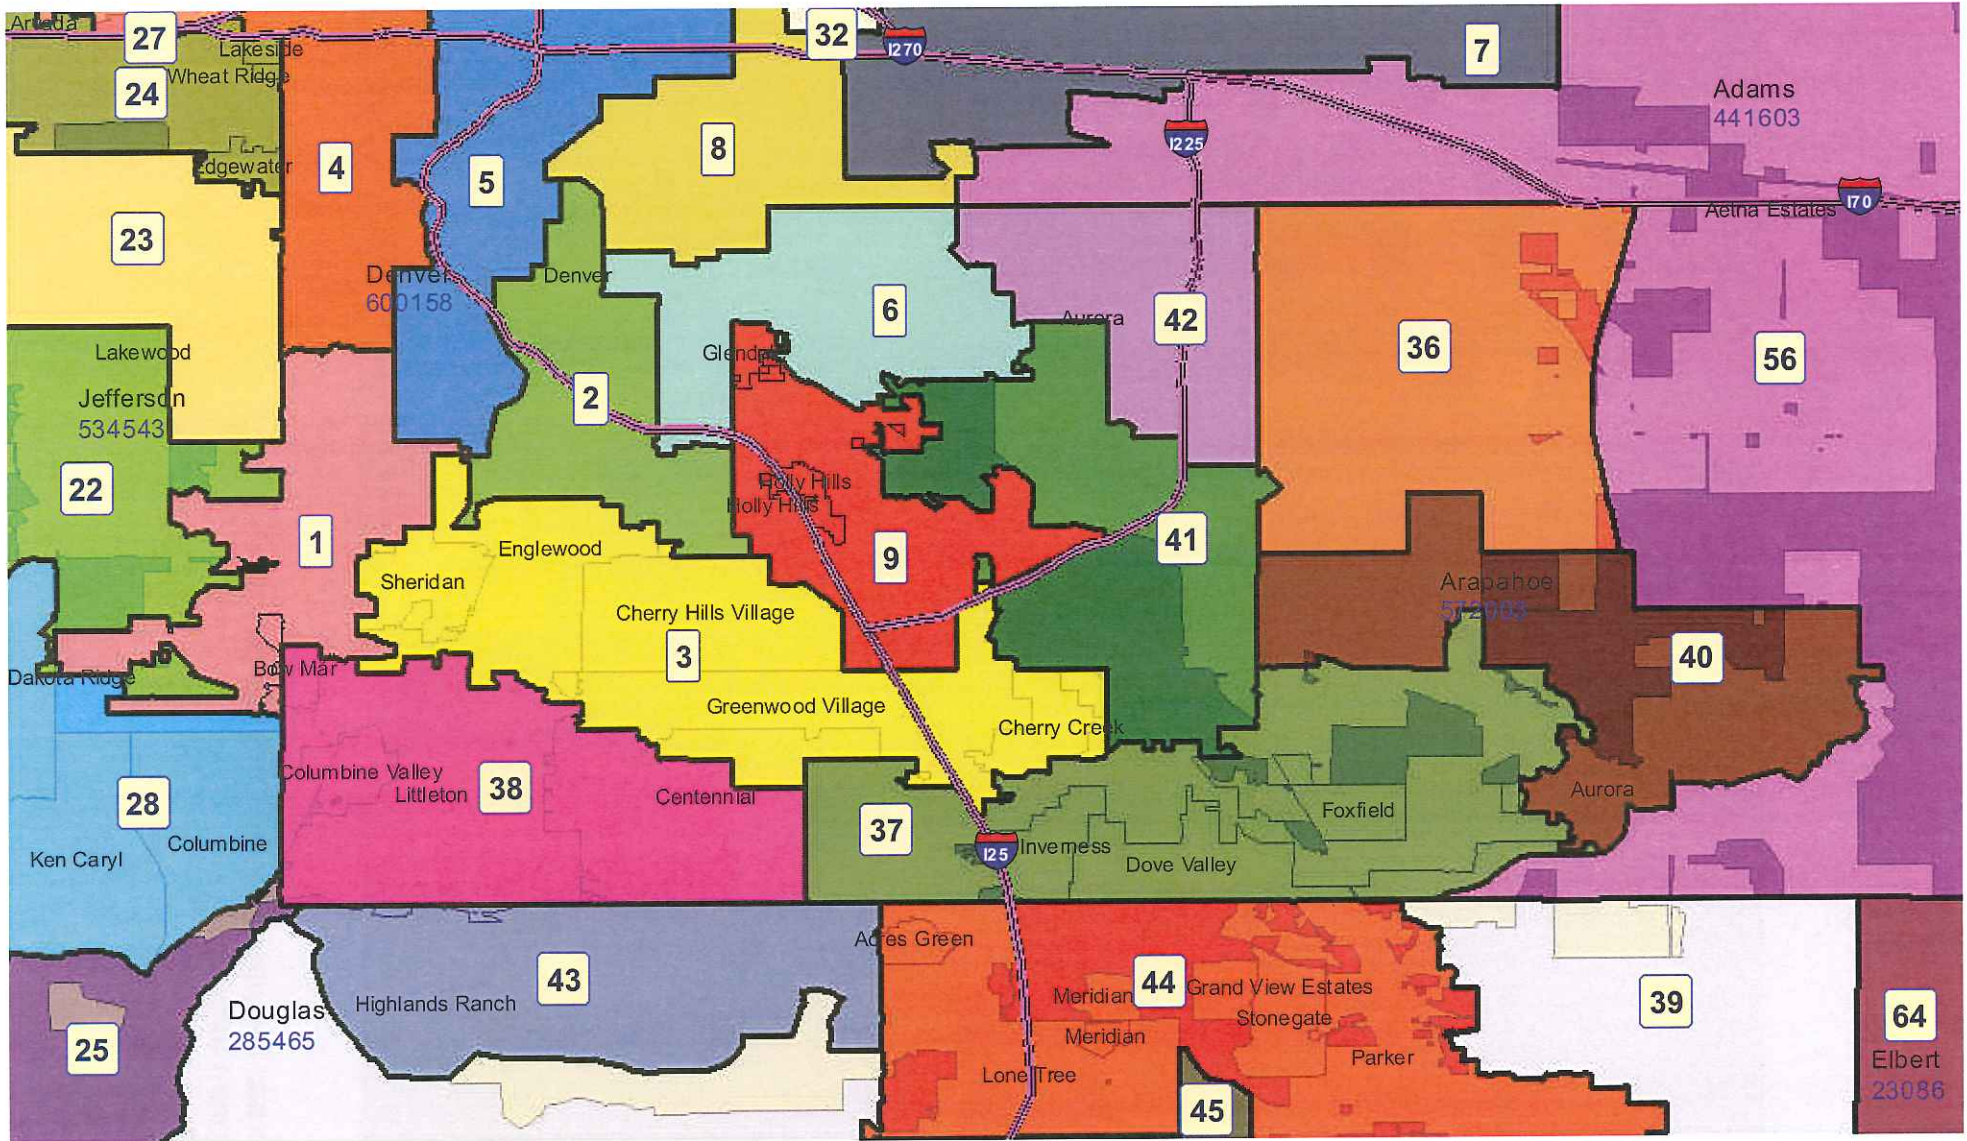 Arvada
27
32
I270
7
Lakeside
Wheat Ridge
24
Adams
441603
I225
8
4
Edgewater
5
I70
Aetna Estates
23
Denver
600158
Denver
6
Aurora
42
36
56
Lakewood
Glendale
Jefferson
534543
2
22
Holly Hills
Holly Hills
1
Englewood
9
41
Sheridan
Arapahoe
Cherry Hills Village
3
40
Bow Mar
Dakota Ridge
Greenwood Village
Cherry Creek
Columbine Valley
Littleton
38
Centennial
Aurora
28
Foxfield
37
Columbine
Ken Caryl
I25
Inverness
Dove Valley
Acres Green
43
44
Meridian
Grand View Estates
Highlands Ranch
39
Douglas
285465
Stonegate
64
Meridian
25
Parker
Elbert
23086
Lone Tree
45